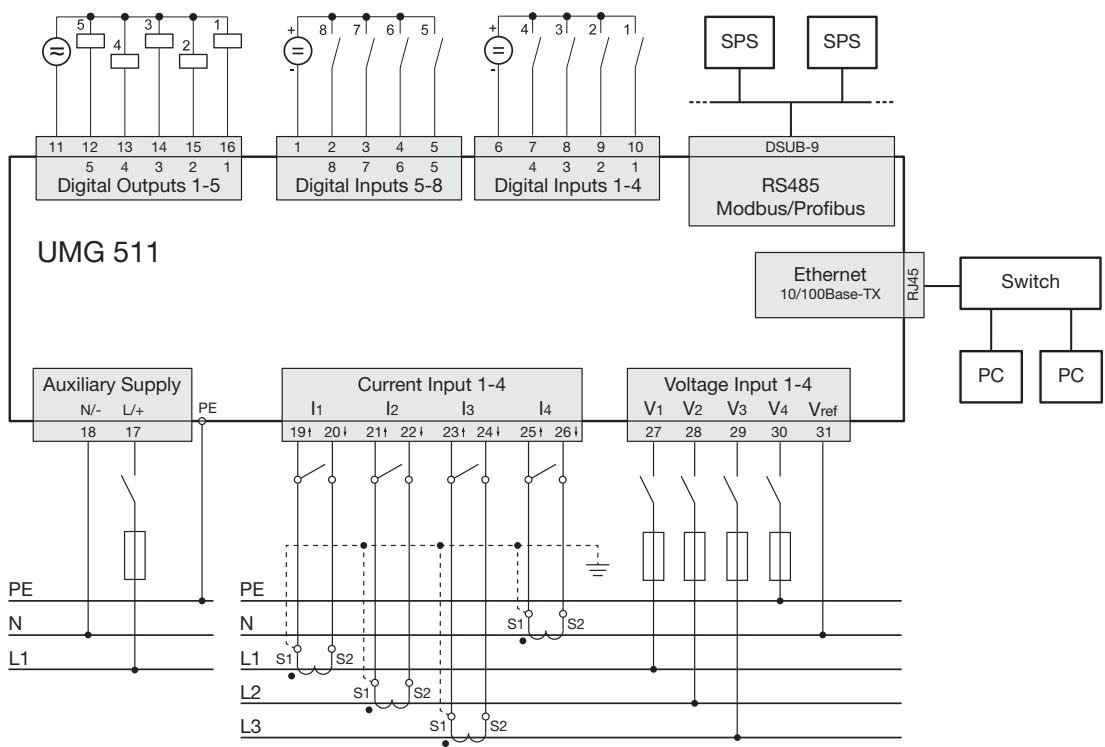 5 3 1
4 2
+ 8 7 6 5
-
+ 4 3 2 1
-
SPS SPS
11 12 13 14 15 16
5 4 3 2 1
Digital Outputs 1-5
1 2 3 4 5
8 7 6 5
Digital Inputs 5-8
6 7 8 9 10
4 3 2 1
Digital Inputs 1-4
DSUB-9
RS485
Modbus/Profibus
UMG 511
Ethernet
10/100Base-TX
RJ45
Switch
PC PC
Auxiliary Supply
N/- L/+ PE
18 17
Current Input 1-4
I1 I2 I3 I4
19 20 21 22 23 24 25 26
Voltage Input 1-4
V1 V2 V3 V4 Vref
27 28 29 30 31
PE
N
L1
PE
N
L1
L2
L3
S1 S2
S1 S2
S1 S2
S1 S2